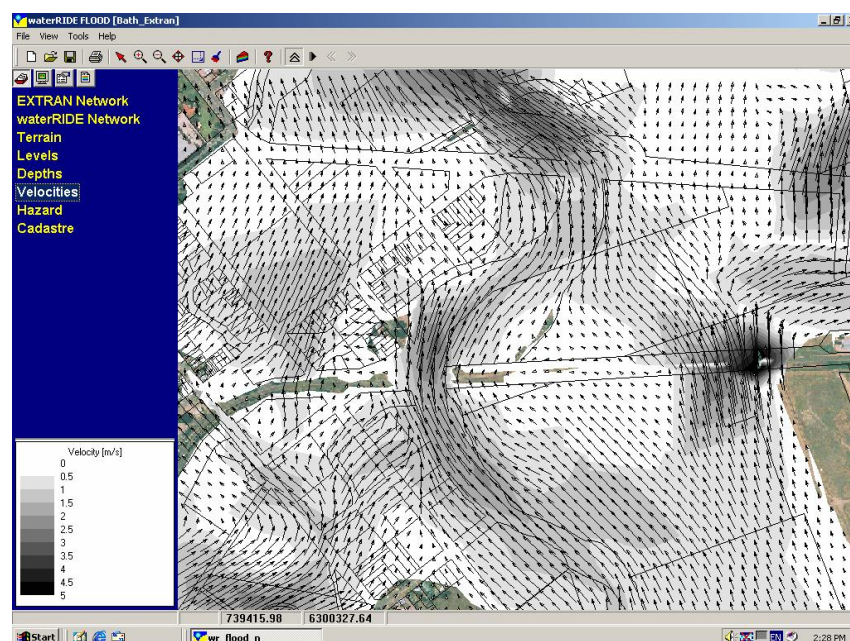 waterRIDE FLOOD [Bath_Extran]
File View Tools Help
EXTRAN Network
waterRIDE Network
Terrain
Levels
Depths
Velocities
Hazard
Cadastre
Velocity [m/s]
0
0.5
1
1.5
2
2.5
3
3.5
4
4.5
5
739415.98 6300327.64
Start wr_flood_n EN 2:28 PM